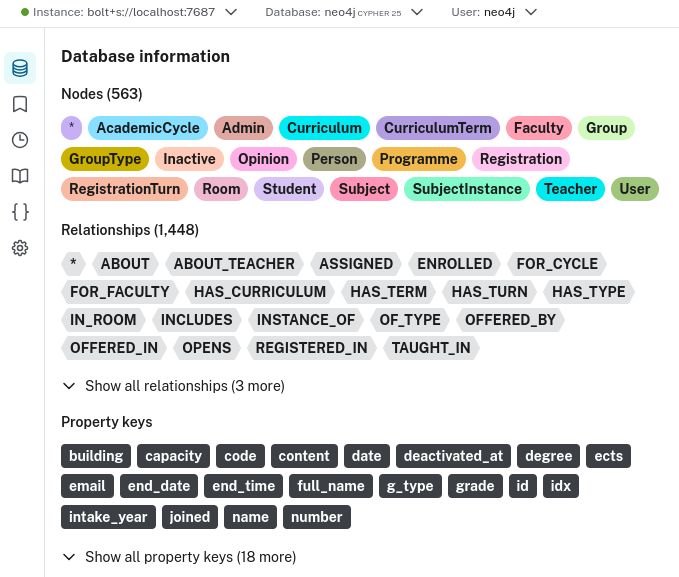 Instance: bolt+s://localhost:7687 Database: neo4j CYPHER 25 User: neo4j
Database information
Nodes (563)
* AcademicCycle Admin Curriculum CurriculumTerm Faculty Group
GroupType Inactive Opinion Person Programme Registration
RegistrationTurn Room Student Subject SubjectInstance Teacher User
Relationships (1,448)
* ABOUT ABOUT_TEACHER ASSIGNED ENROLLED FOR_CYCLE
FOR_FACULTY HAS_CURRICULUM HAS_TERM HAS_TURN HAS_TYPE
IN_ROOM INCLUDES INSTANCE_OF OF_TYPE OFFERED_BY
OFFERED_IN OPENS REGISTERED_IN TAUGHT_IN
Show all relationships (3 more)
Property keys
building capacity code content date deactivated_at degree ects
email end_date end_time full_name g_type grade id idx
intake_year joined name number
Show all property keys (18 more)